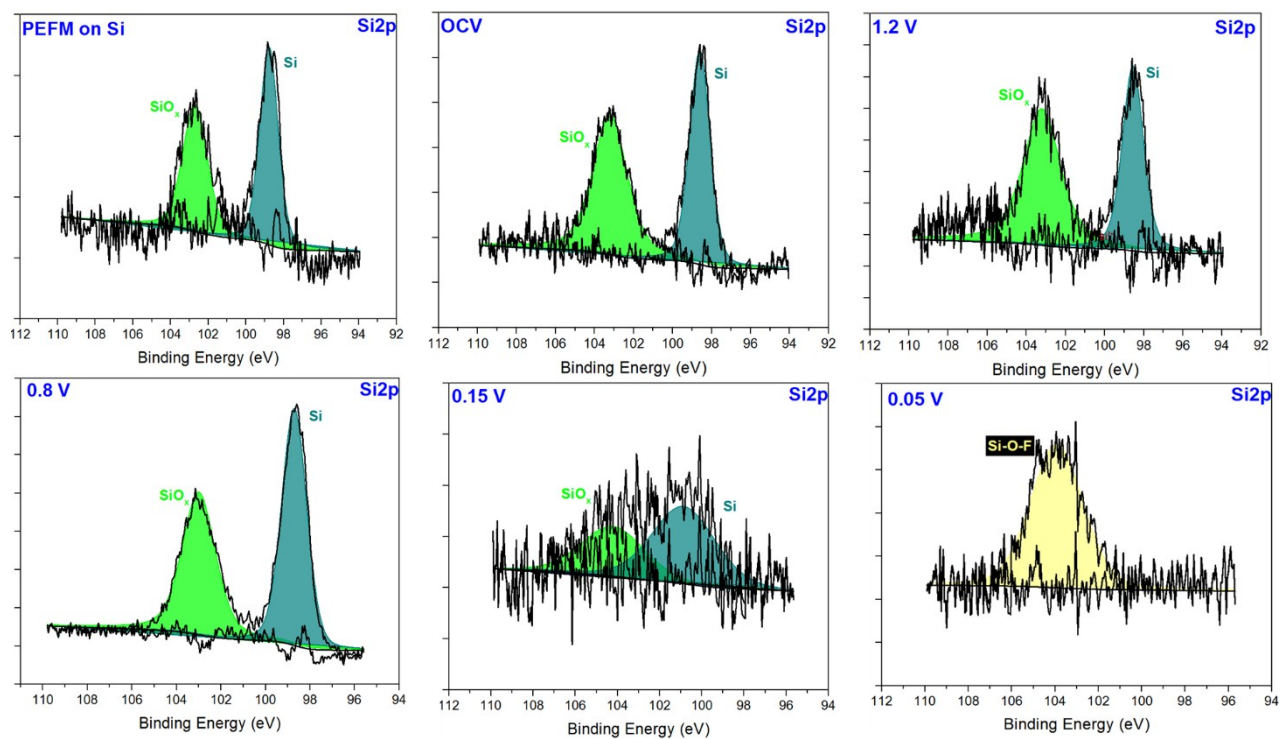 PEFM on Si Si2p
SiOₓ
Si
112 110 108 106 104 102 100 98 96 94 92
Binding Energy (eV)
OCV Si2p
SiOₓ
Si
112 110 108 106 104 102 100 98 96 94
Binding Energy (eV)
1.2 V Si2p
SiOₓ
Si
112 110 108 106 104 102 100 98 96 94
Binding Energy (eV)
0.8 V Si2p
SiOₓ
Si
110 108 106 104 102 100 98 96 94
Binding Energy (eV)
0.15 V Si2p
SiOₓ
Si
112 110 108 106 104 102 100 98 96 94
Binding Energy (eV)
0.05 V Si2p
Si-O-F
112 110 108 106 104 102 100 98 96 94
Binding Energy (eV)